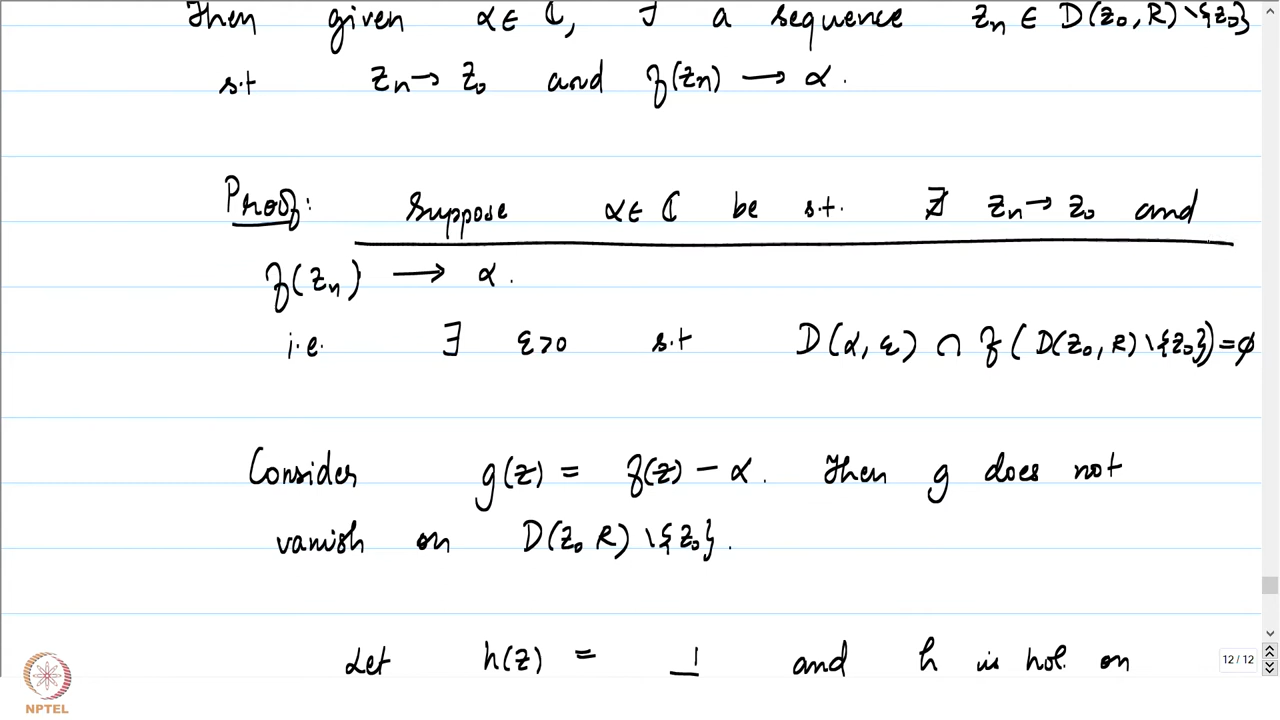 Then given α ∈ ℂ, ∃ a sequence zₙ ∈ D(z₀, R) \ {z₀}
s.t zₙ → z₀ and f(zₙ) → α.
Proof: Suppose α ∈ ℂ be s.t. ∄ zₙ → z₀ and
f(zₙ) → α.
i.e. ∃ ε>0 s.t D(α, ε) ∩ f(D(z₀, R) \ {z₀}) = φ
Consider g(z) = f(z) − α. Then g does not
vanish on D(z₀ R) \ {z₀}.
Let h(z) = 1 and h is hol. on
12 / 12
NPTEL